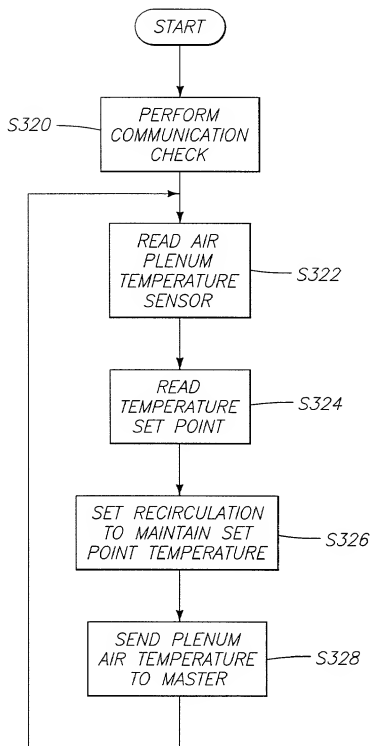 START
S320
PERFORM
COMMUNICATION
CHECK
READ AIR
PLENUM
TEMPERATURE
SENSOR
S322
READ
TEMPERATURE
SET POINT
S324
SET RECIRCULATION
TO MAINTAIN SET
POINT TEMPERATURE
S326
SEND PLENUM
AIR TEMPERATURE
TO MASTER
S328